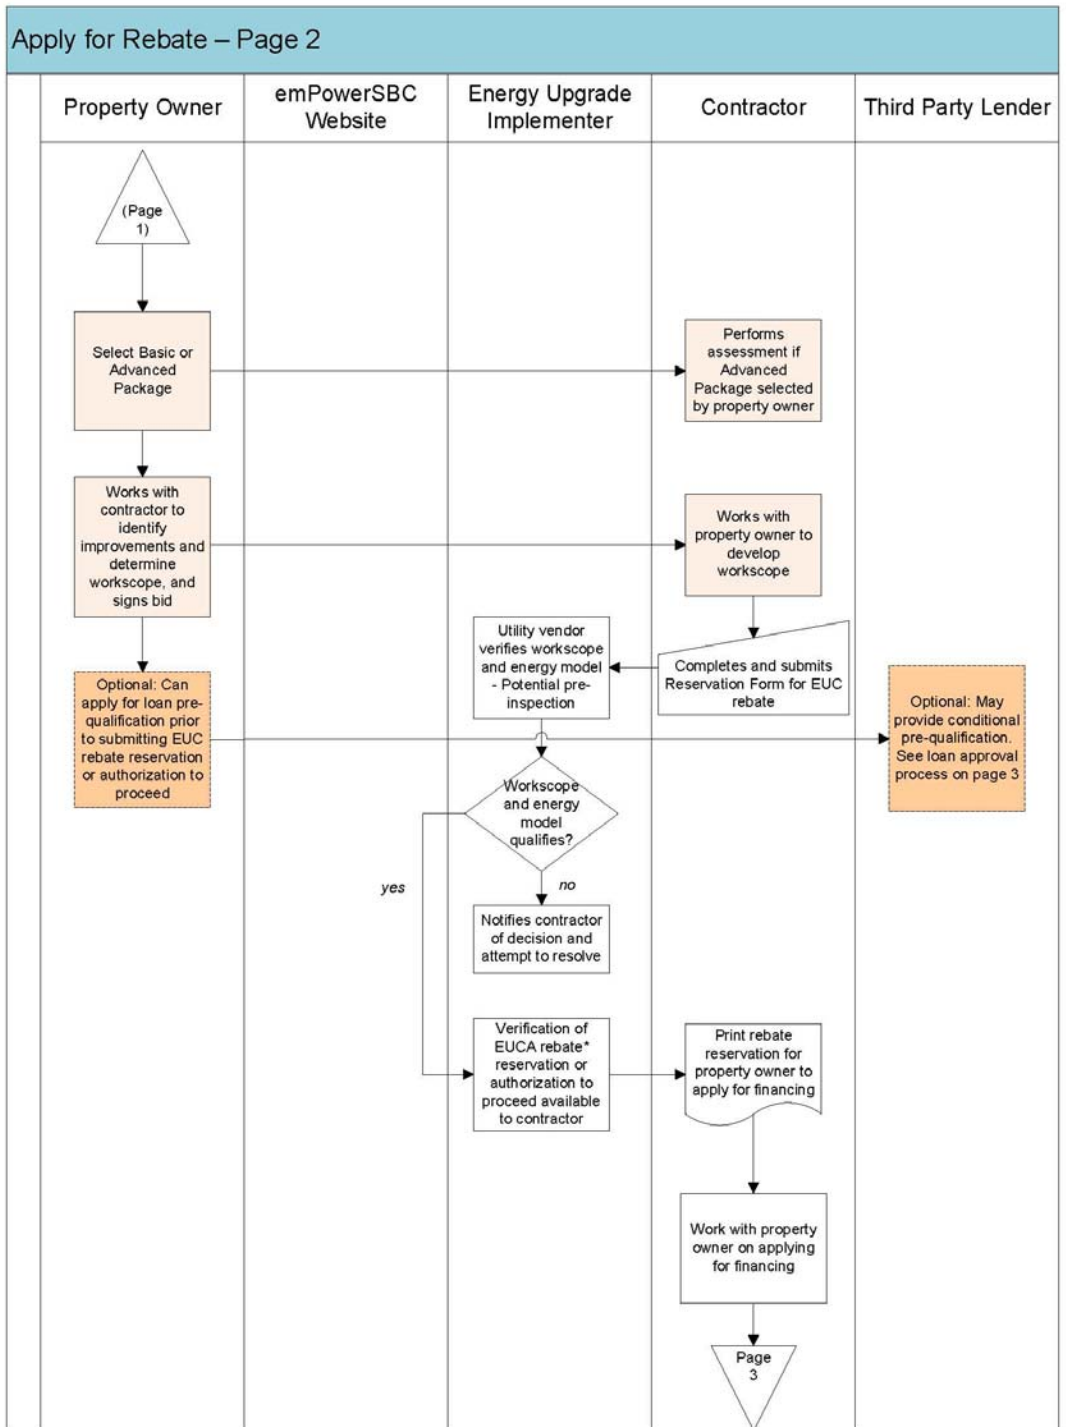 Apply for Rebate – Page 2
Property Owner
emPowerSBC
Website
Energy Upgrade
Implementer
Contractor
Third Party Lender
(Page
1)
Select Basic or
Advanced
Package
Performs
assessment if
Advanced
Package selected
by property owner
Works with
contractor to
identify
improvements and
determine
workscope, and
signs bid
Works with
property owner to
develop
workscope
Utility vendor
verifies workscope
and energy model
- Potential pre-
inspection
Completes and submits
Reservation Form for EUC
rebate
Optional: Can
apply for loan pre-
qualification prior
to submitting EUC
rebate reservation
or authorization to
proceed
Optional: May
provide conditional
pre-qualification.
See loan approval
process on page 3
Workscope
and energy
model
qualifies?
yes
no
Notifies contractor
of decision and
attempt to resolve
Verification of
EUCA rebate*
reservation or
authorization to
proceed available
to contractor
Print rebate
reservation for
property owner to
apply for financing
Work with property
owner on applying
for financing
Page
3